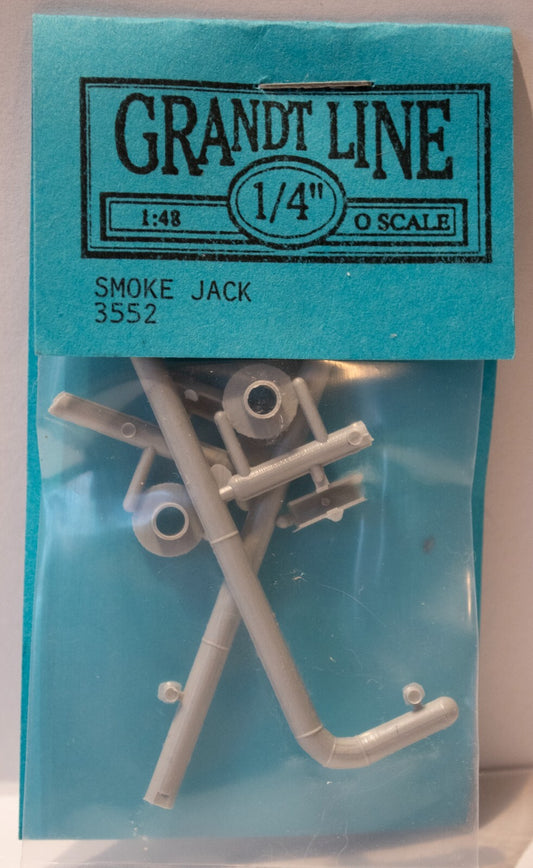 GRANDT LINE
1:48 1/4" O SCALE
SMOKE JACK
3552